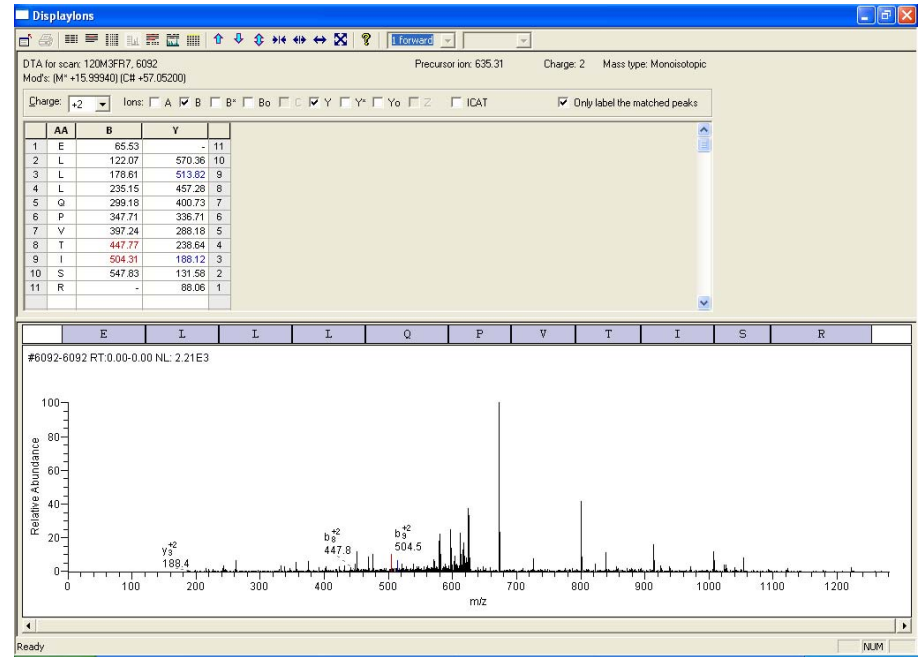 DisplayIons
1 forward
DTA for scan: 120M3FR7, 6092 Precursor ion: 635.31 Charge: 2 Mass type: Monoisotopic
Mod's: (M* +15.99940) (C# +57.05200)
Charge: +2 Ions: A B B* Bo C Y Y* Yo Z ICAT Only label the matched peaks
AA B Y
1 E 65.53 - 11
2 L 122.07 570.36 10
3 L 178.61 513.82 9
4 L 235.15 457.28 8
5 Q 299.18 400.73 7
6 P 347.71 336.71 6
7 V 397.24 288.18 5
8 T 447.77 238.64 4
9 I 504.31 188.12 3
10 S 547.83 131.58 2
11 R - 88.06 1
E L L L Q P V T I S R
#6092-6092 RT:0.00-0.00 NL: 2.21E3
100
80
60
40
20
0
Relative Abundance
y3+2
188.4
b8+2
447.8
b9+2
504.5
0 100 200 300 400 500 600 700 800 900 1000 1100 1200
m/z
Ready NUM